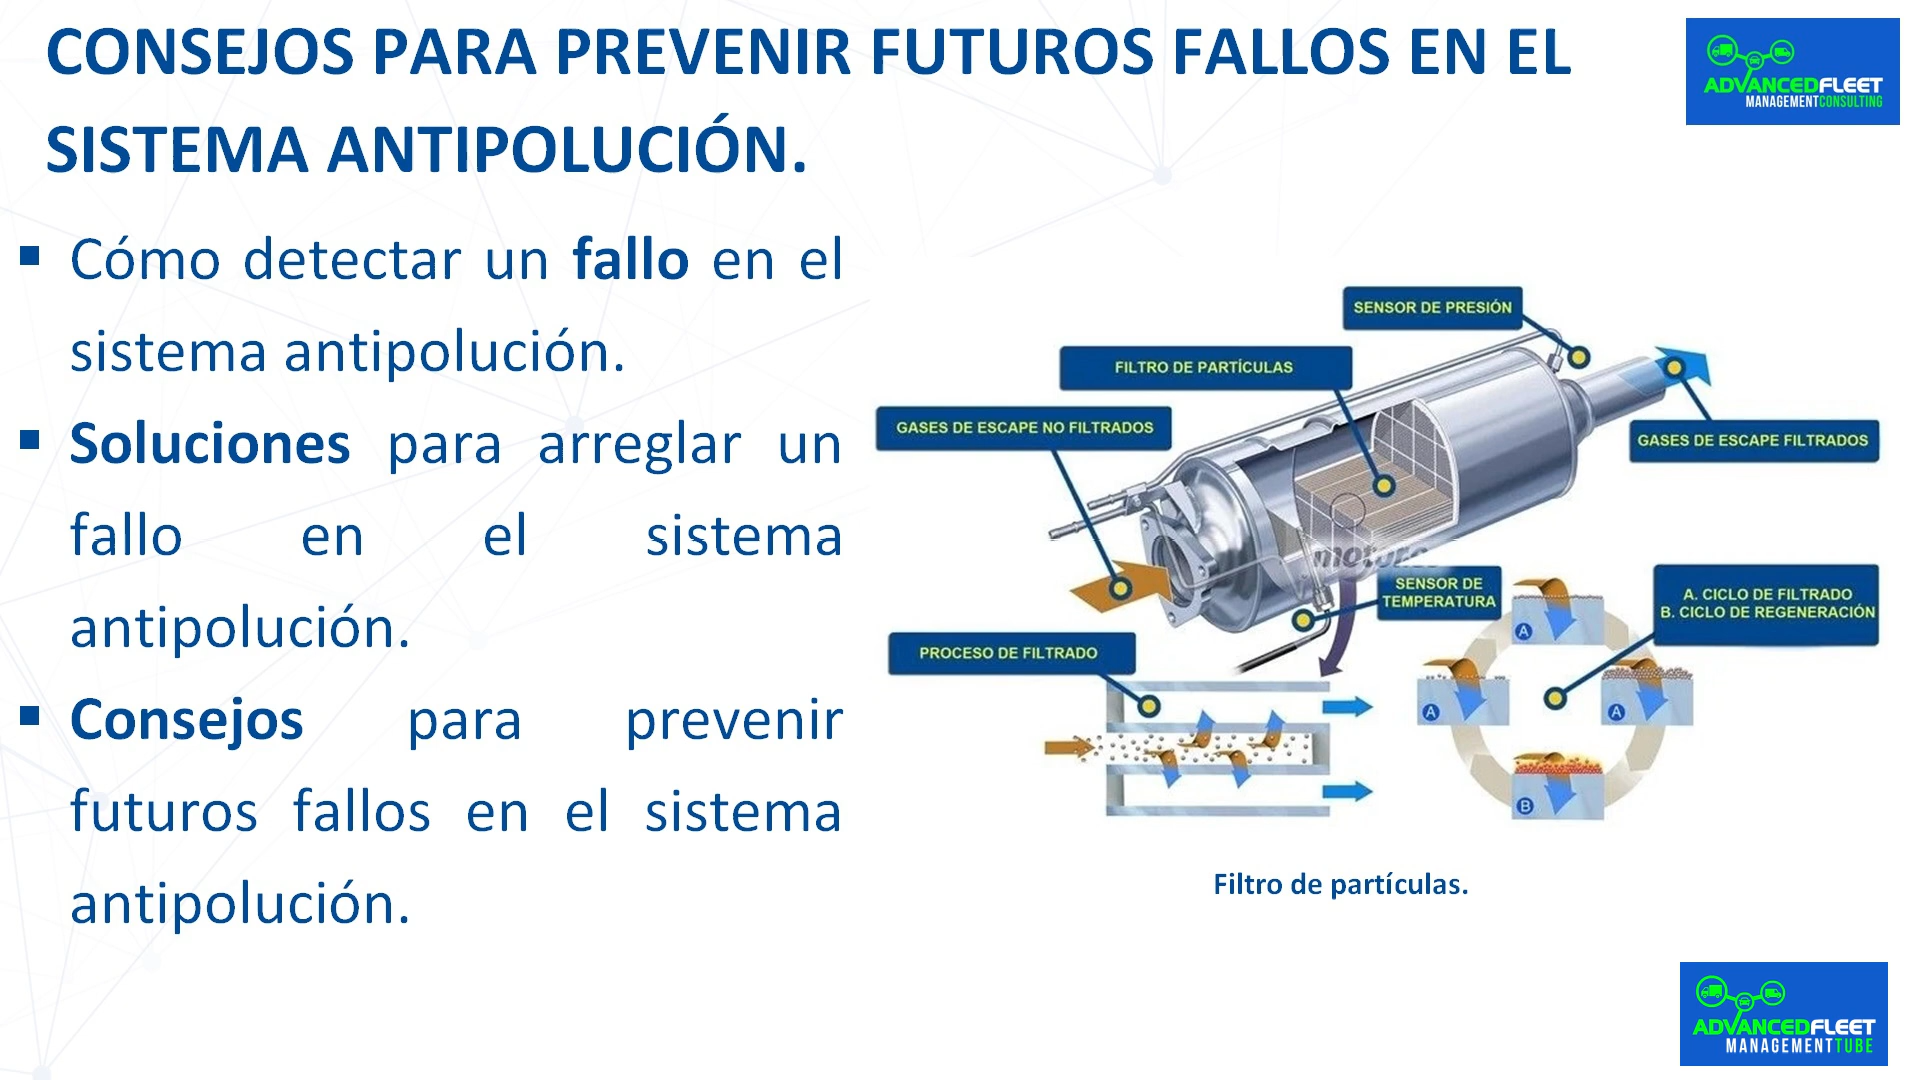 CONSEJOS PARA PREVENIR FUTUROS FALLOS EN EL
SISTEMA ANTIPOLUCIÓN.
ADVANCEDFLEET
MANAGEMENTCONSULTING
▪ Cómo detectar un fallo en el
sistema antipolución.
▪ Soluciones para arreglar un
fallo en el sistema
antipolución.
▪ Consejos para prevenir
futuros fallos en el sistema
antipolución.
SENSOR DE PRESIÓN
FILTRO DE PARTÍCULAS
GASES DE ESCAPE NO FILTRADOS
GASES DE ESCAPE FILTRADOS
SENSOR DE
TEMPERATURA
A. CICLO DE FILTRADO
B. CICLO DE REGENERACIÓN
PROCESO DE FILTRADO
A
A
A
B
Filtro de partículas.
ADVANCEDFLEET
MANAGEMENTTUBE